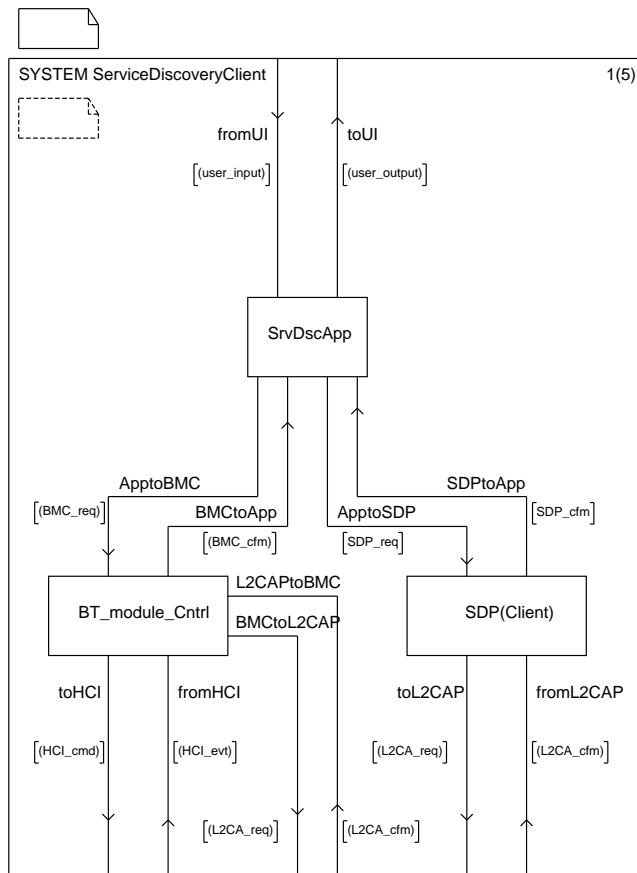 SYSTEM ServiceDiscoveryClient 1(5)
fromUI toUI
[(user_input)] [(user_output)]
SrvDscApp
ApptoBMC SDPtoApp
[(BMC_req)] BMCtoApp ApptoSDP [SDP_cfm]
[(BMC_cfm)] [SDP_req]
L2CAPtoBMC
BT_module_Cntrl SDP(Client)
BMCtoL2CAP
toHCI fromHCI toL2CAP fromL2CAP
[(HCI_cmd)] [(HCI_evt)] [(L2CA_req)] [(L2CA_cfm)]
[(L2CA_req)] [(L2CA_cfm)]